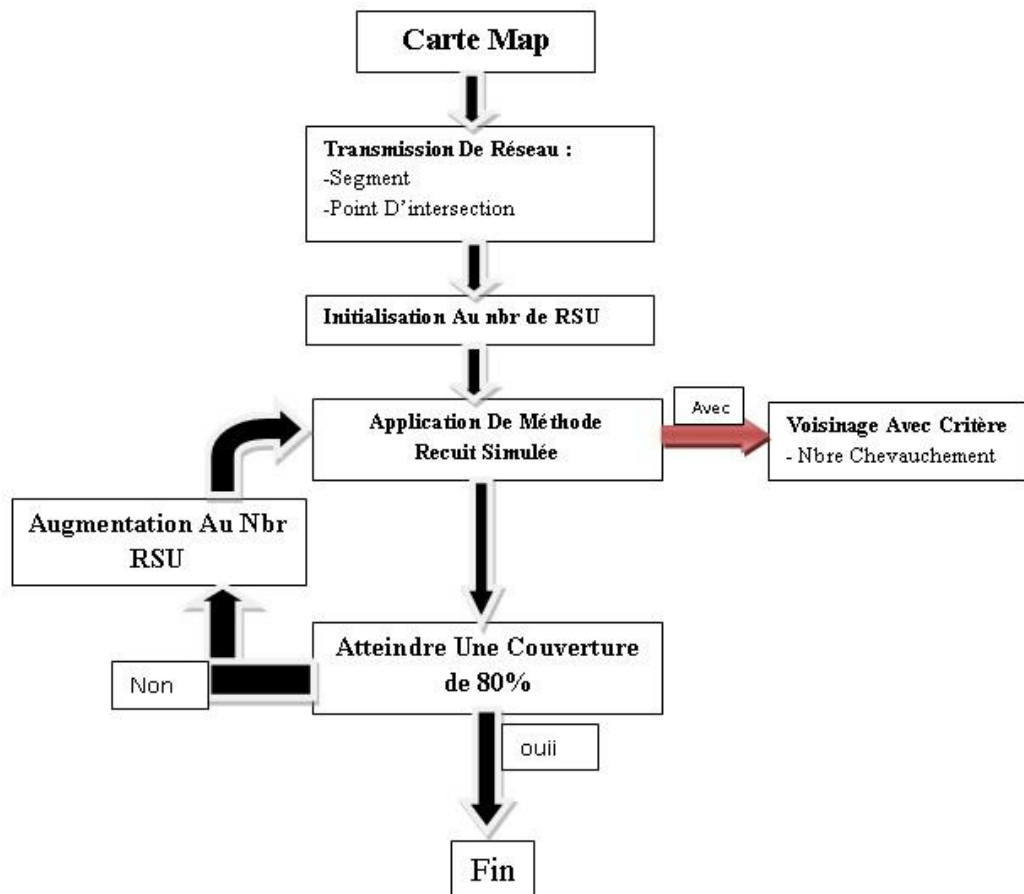 Carte Map
Transmission De Réseau :
-Segment
-Point D'intersection
Initialisation Au nbr de RSU
Application De Méthode
Recuit Simulée
Avec
Voisinage Avec Critère
- Nbre Chevauchement
Augmentation Au Nbr
RSU
Atteindre Une Couverture
de 80%
Non
ouii
Fin